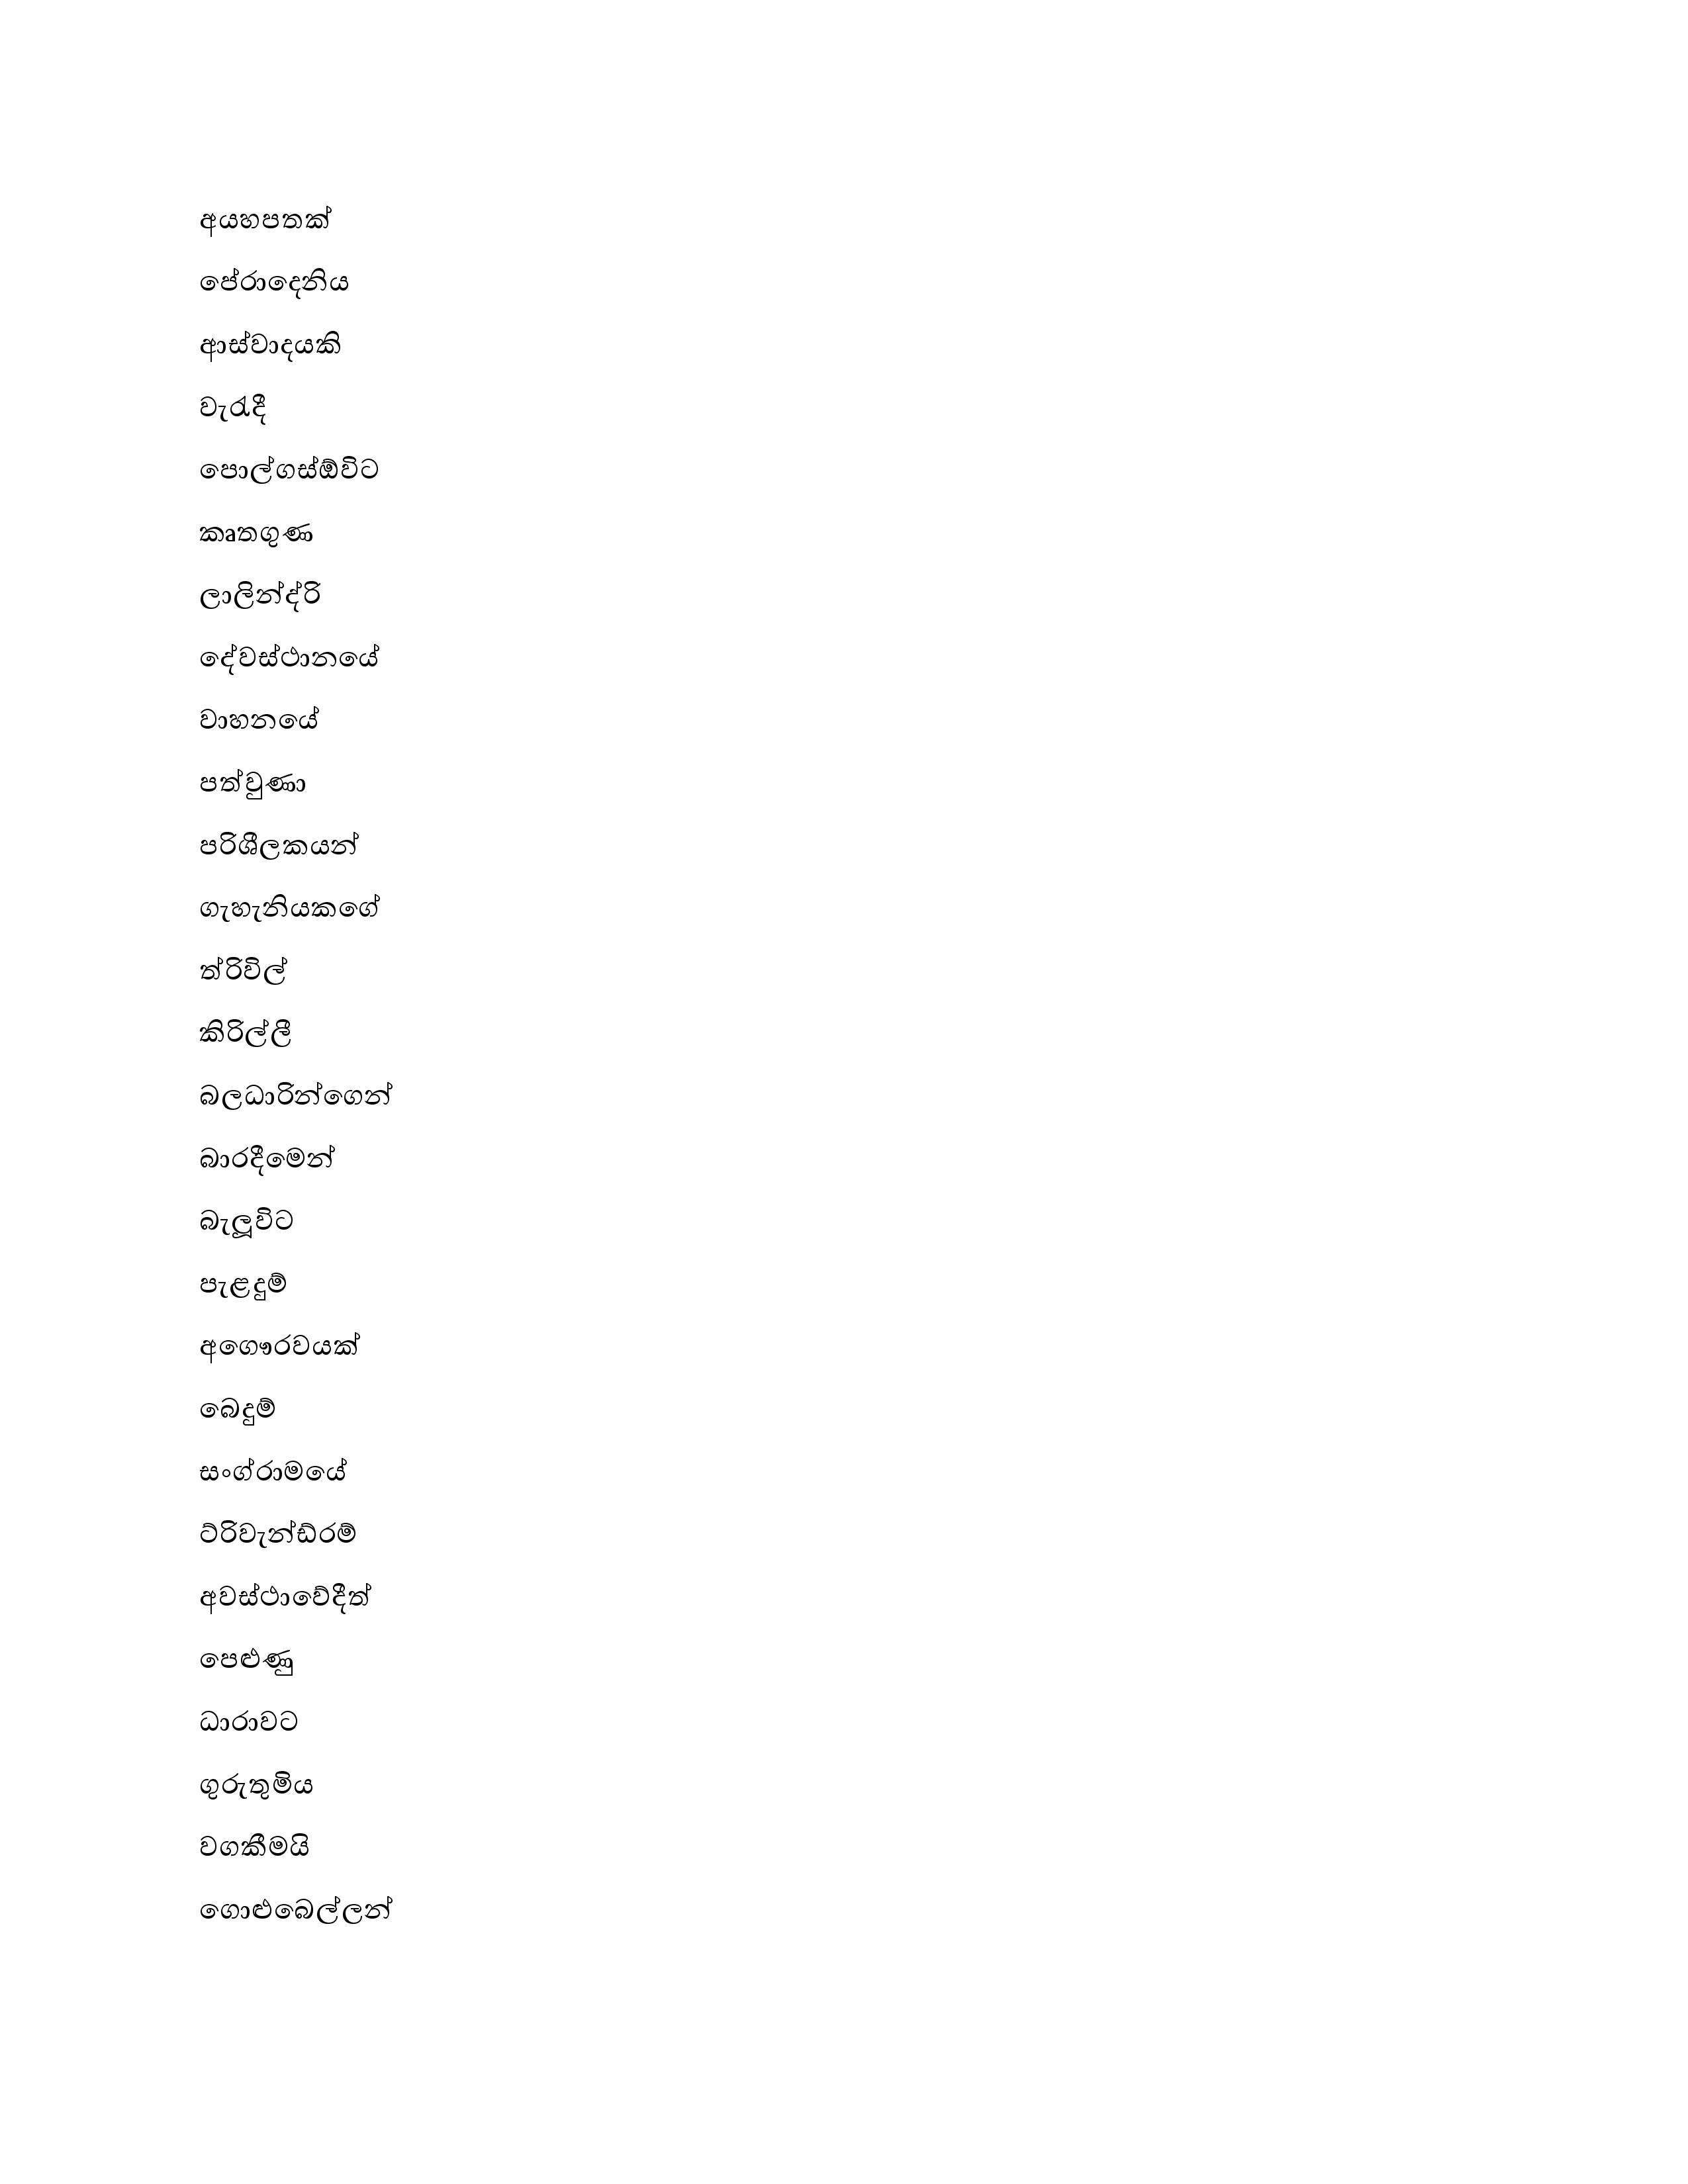 අයහපතක්
පේරාදෙනිය
ආස්වාදයකි
වැරැදී
පොල්ගස්ඕවිට
කෘතගුණ
ලාලින්ද්රි
දේවස්ථානයේ
වාහනයේ
පත්වුණා
පරිශීලකයන්
ගැහැනියකගේ
ත්රිවිල්
කිරිල්ලී
බලධාරින්ගෙන්
බාරදීමෙන්
බැලූවිට
පැළදුම්
අගෞරවයක්
බෙදුම්
සංග්රාමයේ
ට්රිවැන්ඩ්රම්
අවස්ථාවේදීත්
පෙළුණු
ධාරාවට
ගුරුතුමිය
වගකීමයි
ගොළුබෙල්ලන්